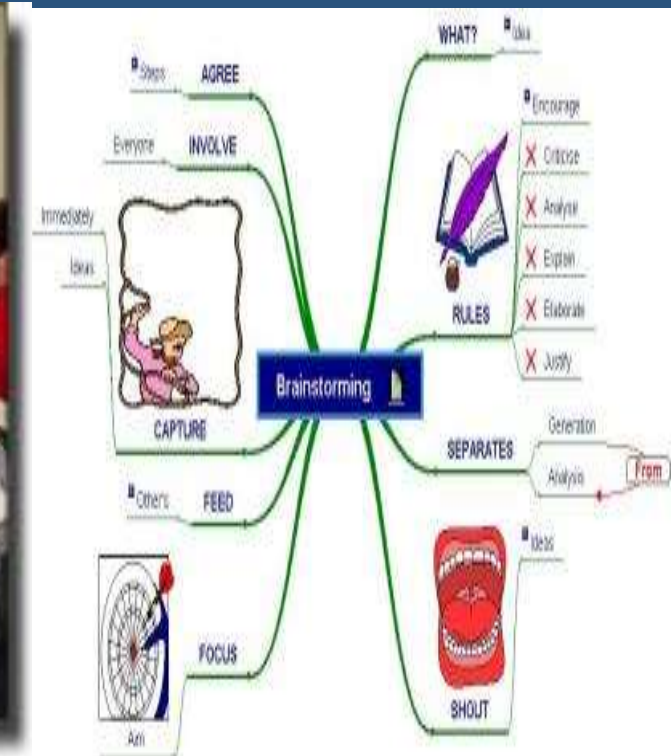 WHAT?
Idea
Steps
AGREE
Encourage
Everyone
INVOLVE
Criticise
Analyse
Immediately
Ideas
Explain
RULES
Elaborate
Justify
Brainstorming
CAPTURE
SEPARATES
Generation
Analysis
From
Other's
FEED
Ideas
FOCUS
Aim
SHOUT